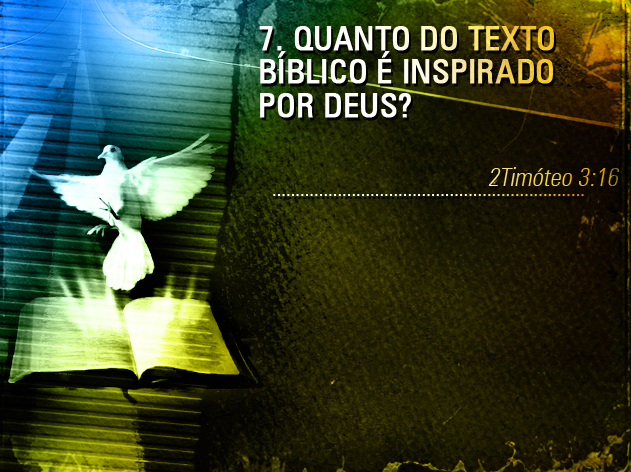 7. QUANTO DO TEXTO
BÍBLICO É INSPIRADO
POR DEUS?
2Timóteo 3:16